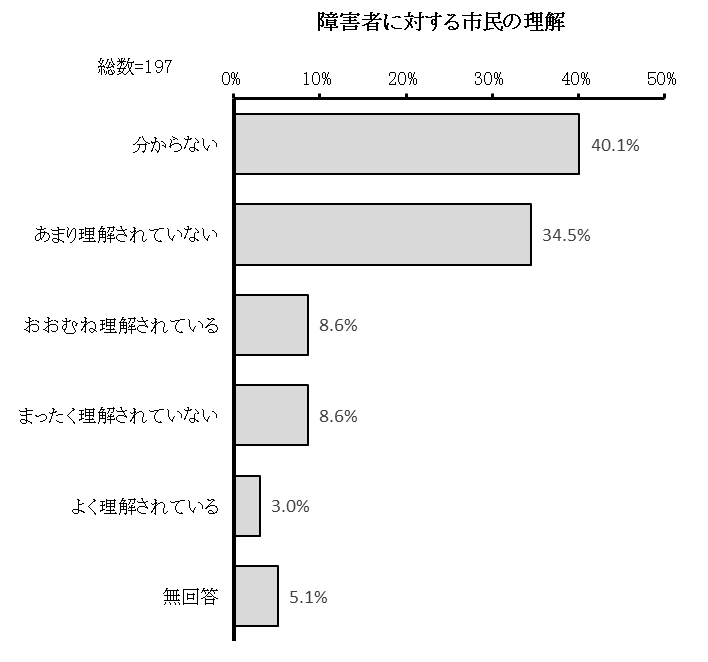 障害者に対する市民の理解
総数=197
0% 10% 20% 30% 40% 50%
分からない 40.1%
あまり理解されていない 34.5%
おおむね理解されている 8.6%
まったく理解されていない 8.6%
よく理解されている 3.0%
無回答 5.1%